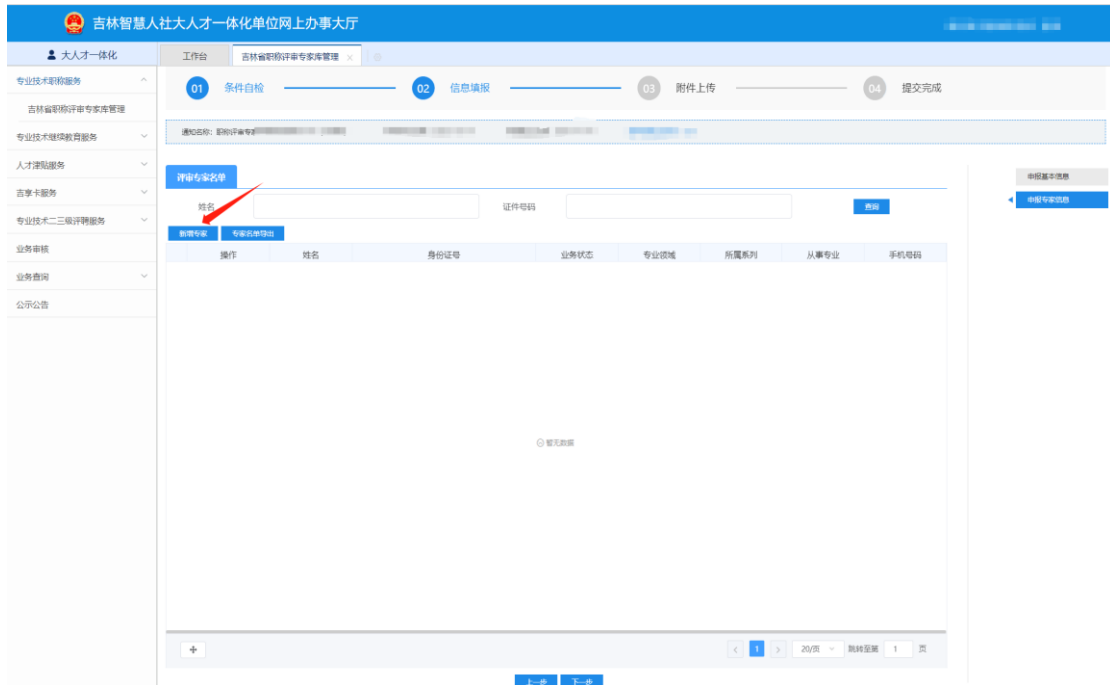 吉林智慧人社大人才一体化单位网上办事大厅
大人才一体化
工作台 吉林省职称评审专家库管理
专业技术职称服务
吉林省职称评审专家库管理
专业技术继续教育服务
人才津贴服务
吉享卡服务
专业技术二三级评聘服务
业务审核
业务查询
公示公告
01 条件自检 02 信息填报 03 附件上传 04 提交完成
通知名称：职称评审专
评审专家名单
申报基本信息
申报专家信息
姓名 证件号码 查询
新增专家 专家名单导出
操作 姓名 身份证号 业务状态 专业领域 所属系列 从事专业 手机号码
暂无数据
1 20/页 跳转至第 1 页
上一步 下一步